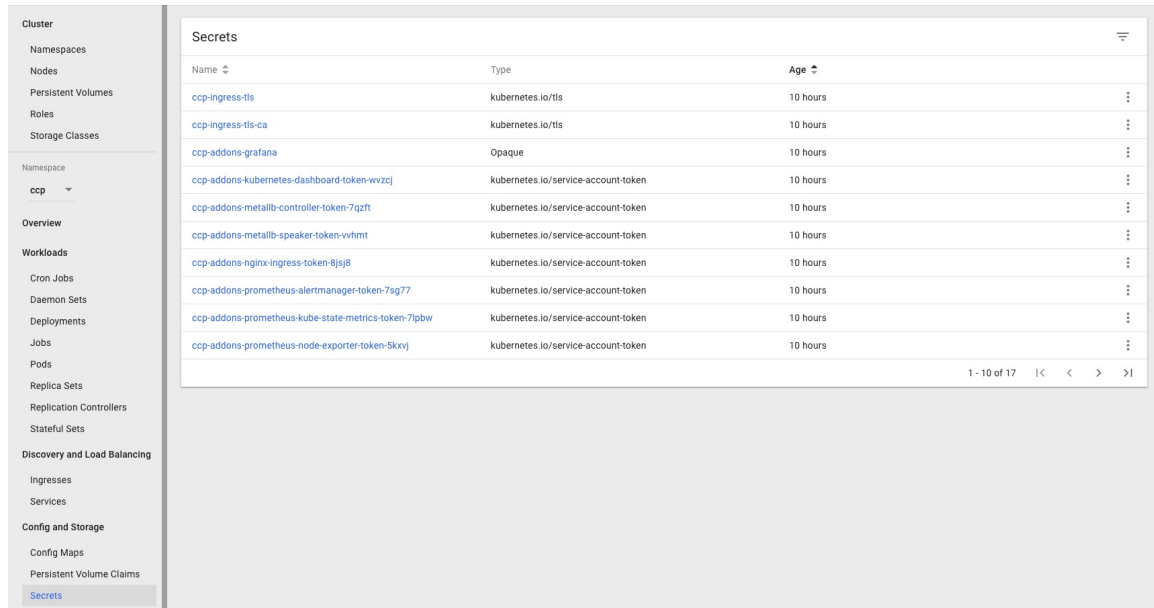 Cluster
Namespaces
Nodes
Persistent Volumes
Roles
Storage Classes
Namespace
ccp
Overview
Workloads
Cron Jobs
Daemon Sets
Deployments
Jobs
Pods
Replica Sets
Replication Controllers
Stateful Sets
Discovery and Load Balancing
Ingresses
Services
Config and Storage
Config Maps
Persistent Volume Claims
Secrets
Secrets
Name Type Age
ccp-ingress-tls kubernetes.io/tls 10 hours
ccp-ingress-tls-ca kubernetes.io/tls 10 hours
ccp-addons-grafana Opaque 10 hours
ccp-addons-kubernetes-dashboard-token-wvzcj kubernetes.io/service-account-token 10 hours
ccp-addons-metallb-controller-token-7qzft kubernetes.io/service-account-token 10 hours
ccp-addons-metallb-speaker-token-vvhmt kubernetes.io/service-account-token 10 hours
ccp-addons-nginx-ingress-token-8jsj8 kubernetes.io/service-account-token 10 hours
ccp-addons-prometheus-alertmanager-token-7sg77 kubernetes.io/service-account-token 10 hours
ccp-addons-prometheus-kube-state-metrics-token-7lpbw kubernetes.io/service-account-token 10 hours
ccp-addons-prometheus-node-exporter-token-5kxvj kubernetes.io/service-account-token 10 hours
1 - 10 of 17